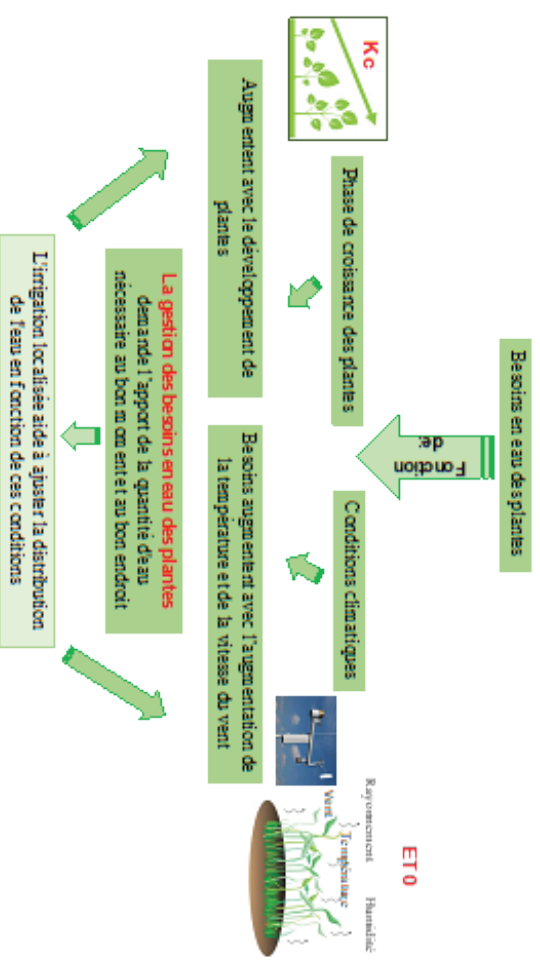 Besoins en eau des plantes
Fonction
de:
Kc
Phase de croissance des plantes
Conditions climatiques
ET0
Rayonnement Humidité
Température
Vent
Augmentent avec le développement de
plantes
Besoins augmentent avec l'augmentation de
la température et de la vitesse du vent
La gestion des besoins en eau des plantes
demande l'apport de la quantité d'eau
nécessaire au bon moment et au bon endroit
L'irrigation localisée aide à ajuster la distribution
de l'eau en fonction de ces conditions